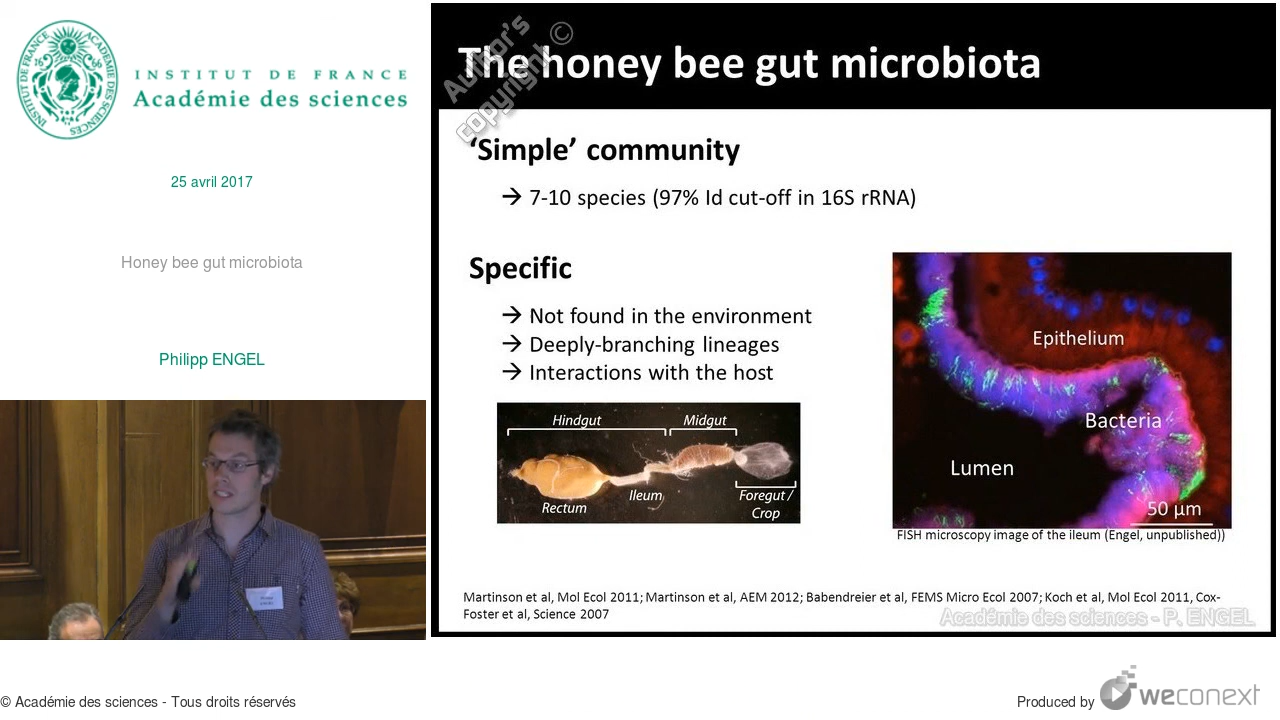 INSTITUT DE FRANCE
Académie des sciences
25 avril 2017
Honey bee gut microbiota
Philipp ENGEL
Author's
copyright ©
The honey bee gut microbiota
‘Simple’ community
→ 7-10 species (97% Id cut-off in 16S rRNA)
Specific
→ Not found in the environment
→ Deeply-branching lineages
→ Interactions with the host
Hindgut
Midgut
Rectum
Ileum
Foregut /
Crop
Epithelium
Bacteria
Lumen
50 µm
FISH microscopy image of the ileum (Engel, unpublished))
Martinson et al, Mol Ecol 2011; Martinson et al, AEM 2012; Babendreier et al, FEMS Micro Ecol 2007; Koch et al, Mol Ecol 2011, Cox-
Foster et al, Science 2007
Académie des sciences - P. ENGEL
© Académie des sciences - Tous droits réservés
Produced by weconext